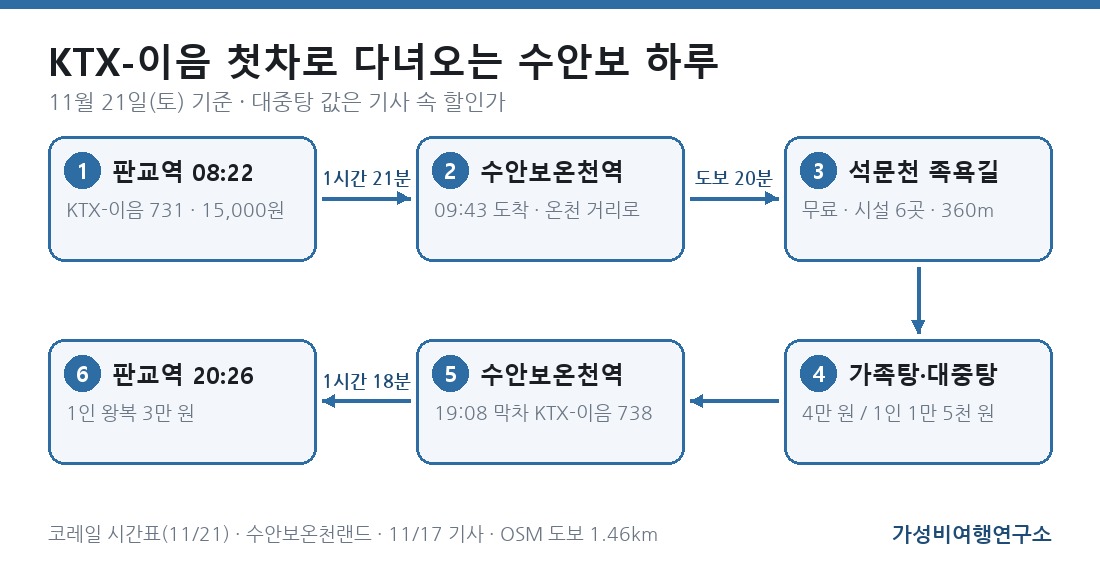 KTX-이음 첫차로 다녀오는 수안보 하루
11월 21일(토) 기준 · 대중탕 값은 기사 속 할인가
1 판교역 08:22
KTX-이음 731 · 15,000원
1시간 21분
2 수안보온천역
09:43 도착 · 온천 거리로
도보 20분
3 석문천 족욕길
무료 · 시설 6곳 · 360m
4 가족탕·대중탕
4만 원 / 1인 1만 5천 원
5 수안보온천역
19:08 막차 KTX-이음 738
1시간 18분
6 판교역 20:26
1인 왕복 3만 원
코레일 시간표(11/21) · 수안보온천랜드 · 11/17 기사 · OSM 도보 1.46km
가성비여행연구소